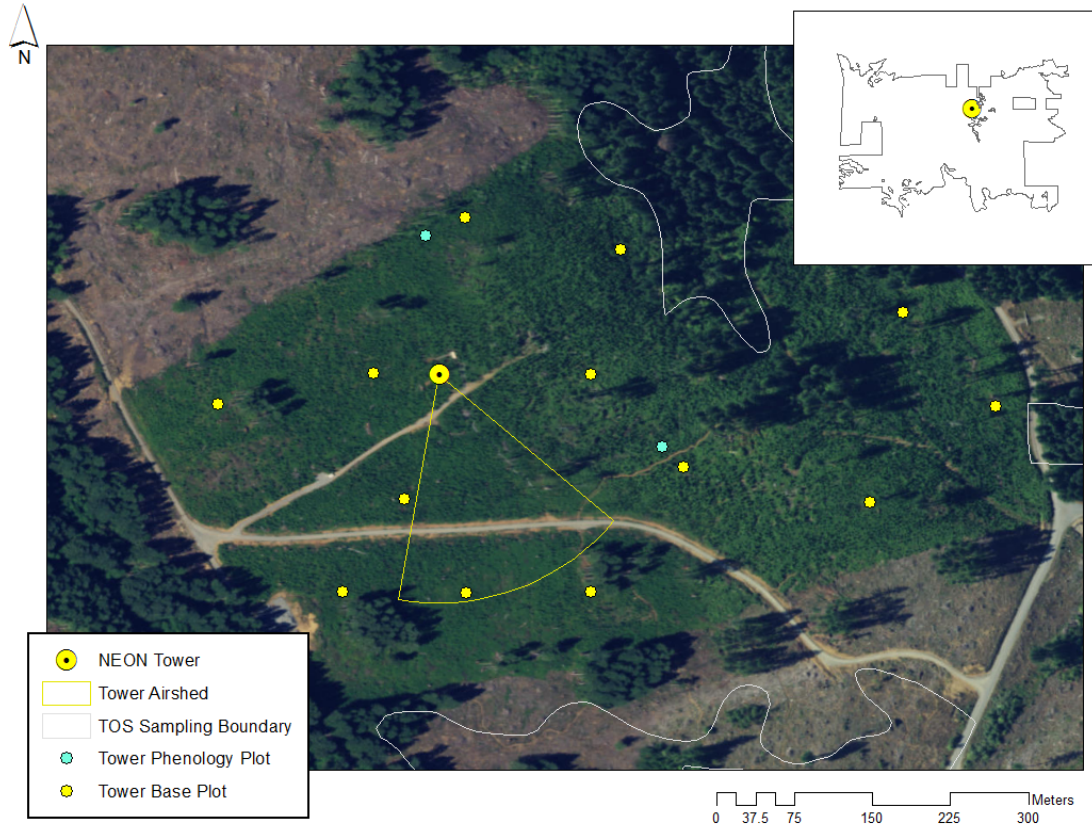 N
NEON Tower
Tower Airshed
TOS Sampling Boundary
Tower Phenology Plot
Tower Base Plot
Meters
0 37.5 75 150 225 300